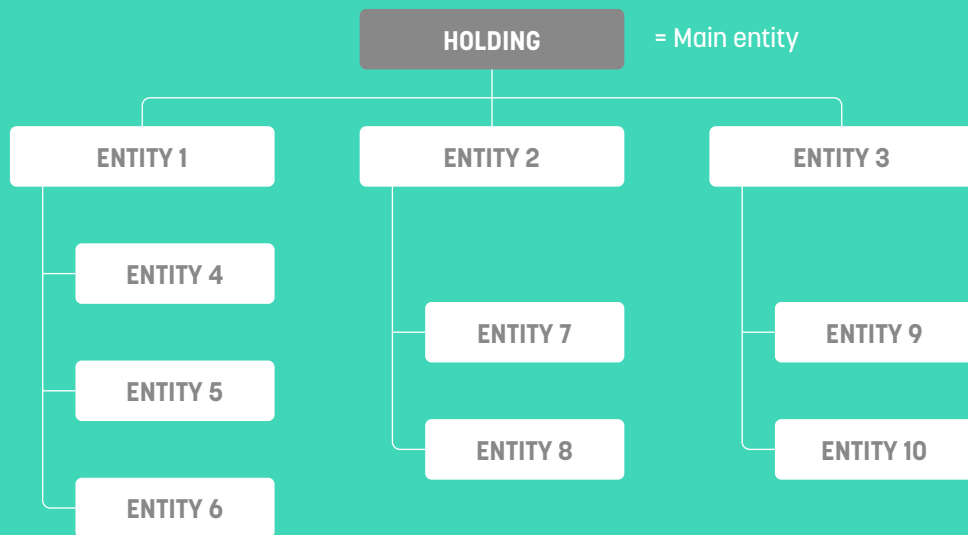 HOLDING = Main entity
ENTITY 1
ENTITY 2
ENTITY 3
ENTITY 4
ENTITY 5
ENTITY 6
ENTITY 7
ENTITY 8
ENTITY 9
ENTITY 10